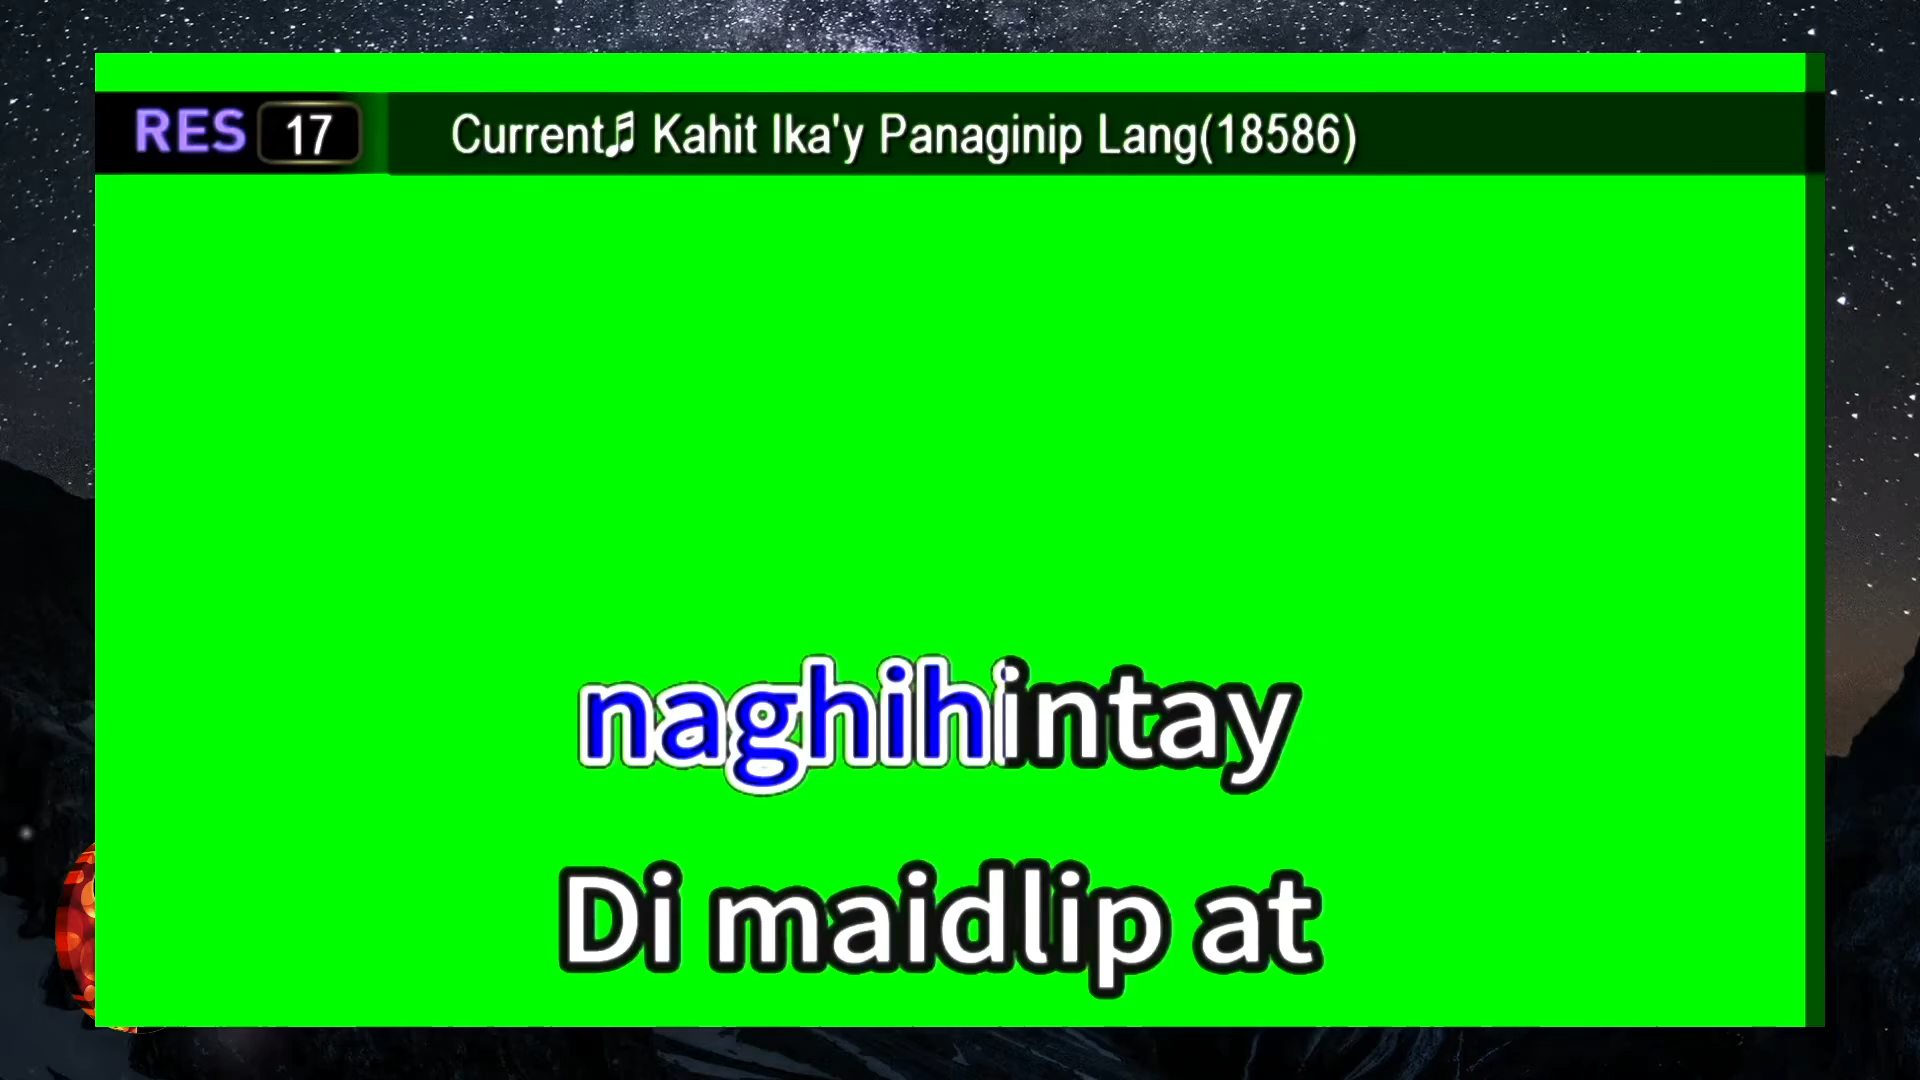 RES 17 Current♫ Kahit Ika'y Panaginip Lang(18586)
naghihintay
Di maidlip at